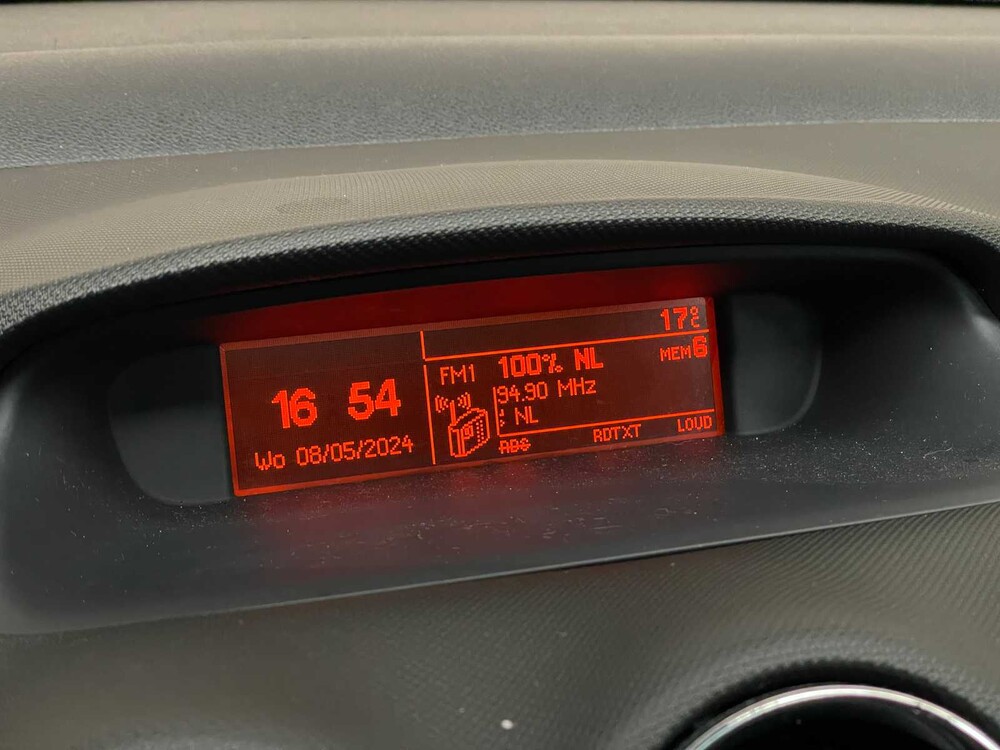 17°C
16 54
Wo 08/05/2024
FM1 100% NL MEM6
94.90 MHz
NL
RDTXT LOUD